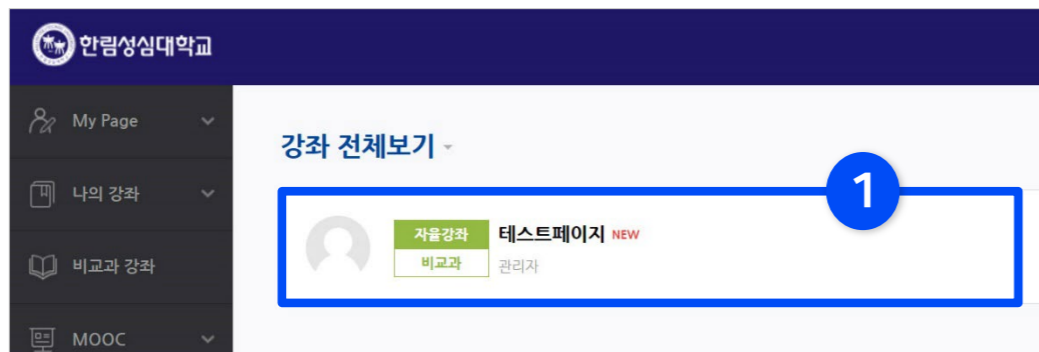 한림성심대학교
My Page
나의 강좌
비교과 강좌
MOOC
강좌 전체보기
1
자율강좌 테스트페이지 NEW
비교과 관리자